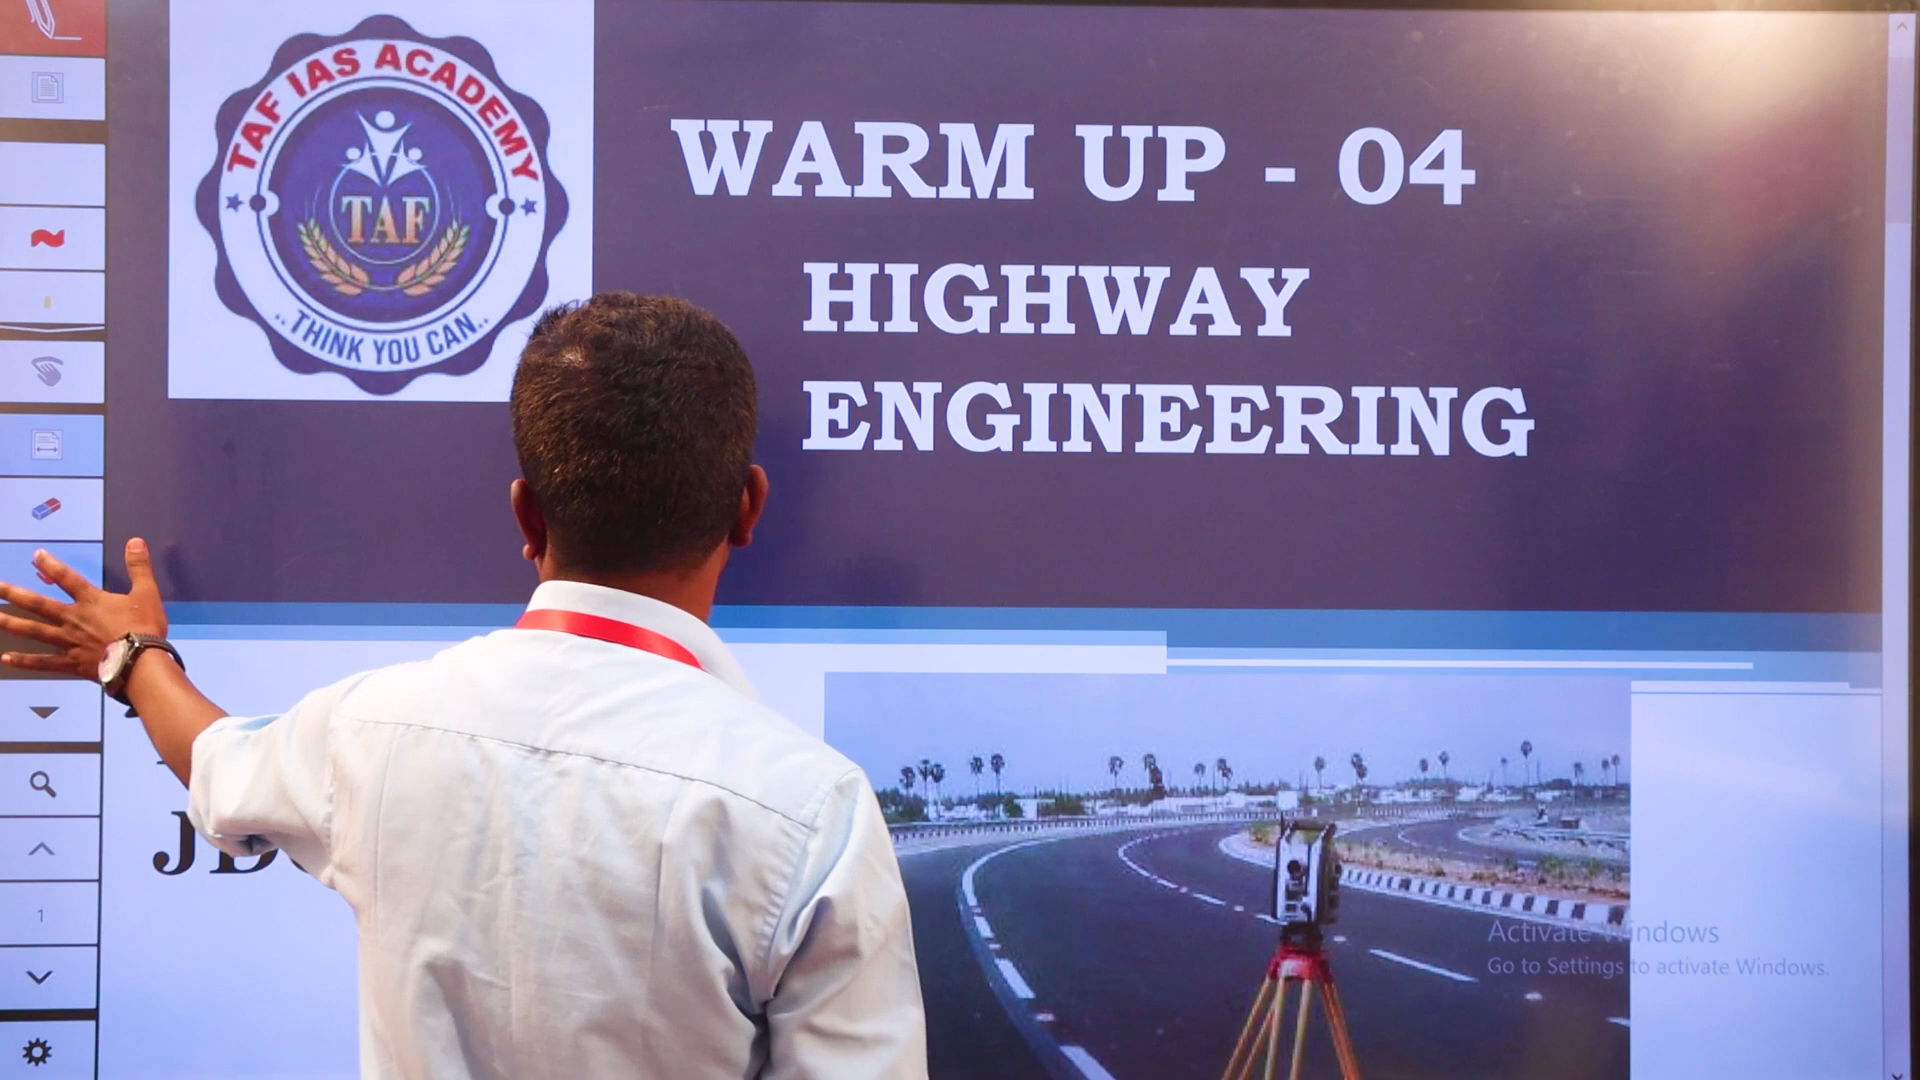 TAF IAS ACADEMY
TAF
..THINK YOU CAN..
WARM UP - 04
HIGHWAY
ENGINEERING
1
Activate Windows
Go to Settings to activate Windows.